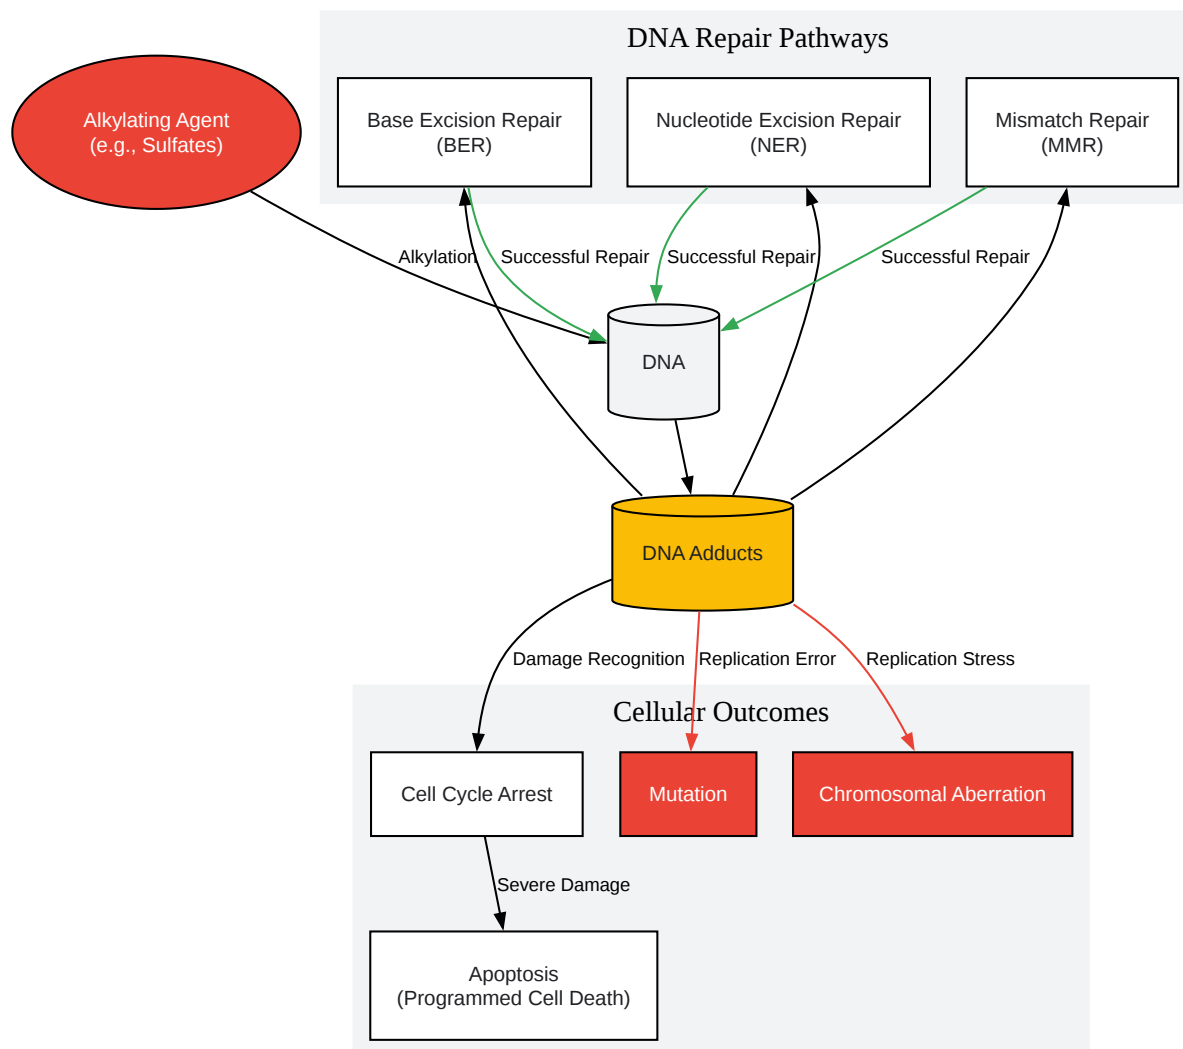 DNA Repair Pathways
Alkylating Agent
(e.g., Sulfates)
Base Excision Repair
(BER)
Nucleotide Excision Repair
(NER)
Mismatch Repair
(MMR)
Alkylation
Successful Repair
Successful Repair
Successful Repair
DNA
DNA Adducts
Damage Recognition
Replication Error
Replication Stress
Cellular Outcomes
Cell Cycle Arrest
Mutation
Chromosomal Aberration
Severe Damage
Apoptosis
(Programmed Cell Death)